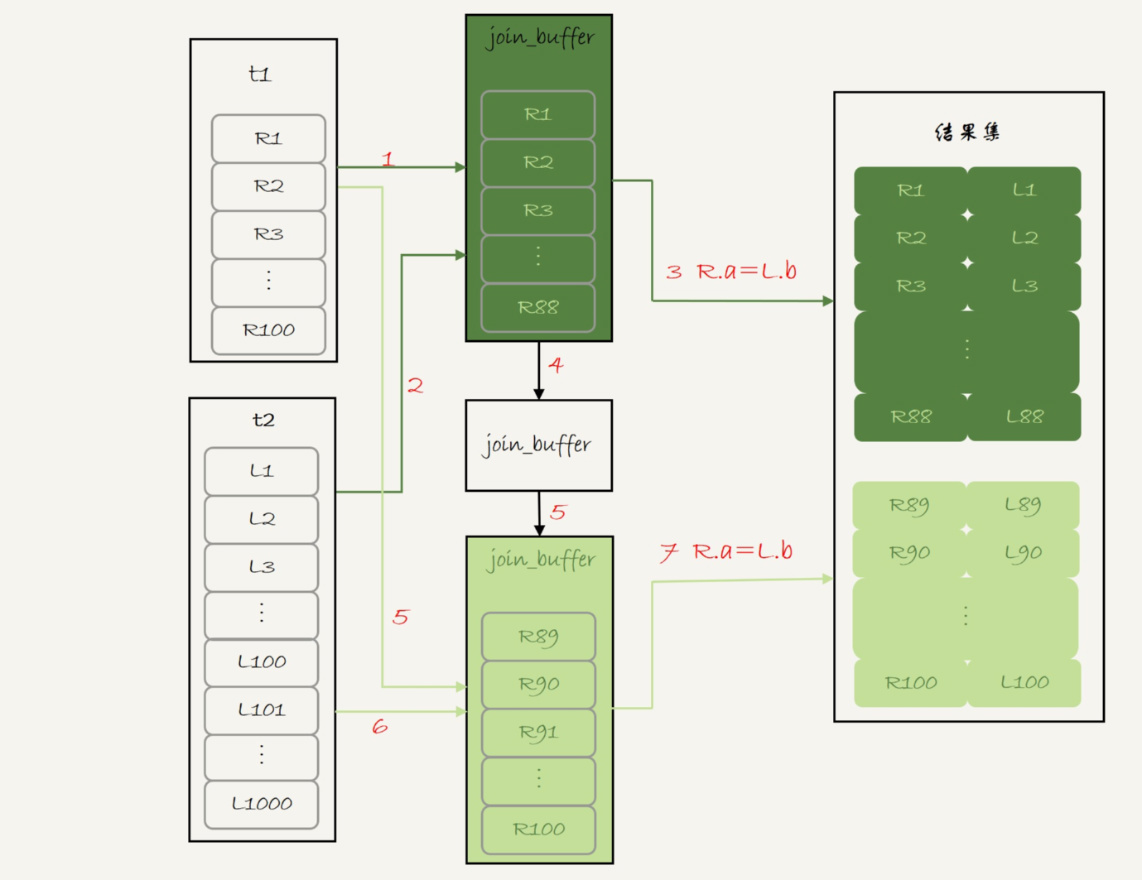 t1
R1
R2
R3
⋮
R100
t2
L1
L2
L3
⋮
L100
L101
⋮
L1000
1
2
5
6
join_buffer
R1
R2
R3
⋮
R88
4
join_buffer
5
join_buffer
R89
R90
R91
⋮
R100
3 R.a=L.b
7 R.a=L.b
结果集
R1 L1
R2 L2
R3 L3
⋮
R88 L88
R89 L89
R90 L90
⋮
R100 L100